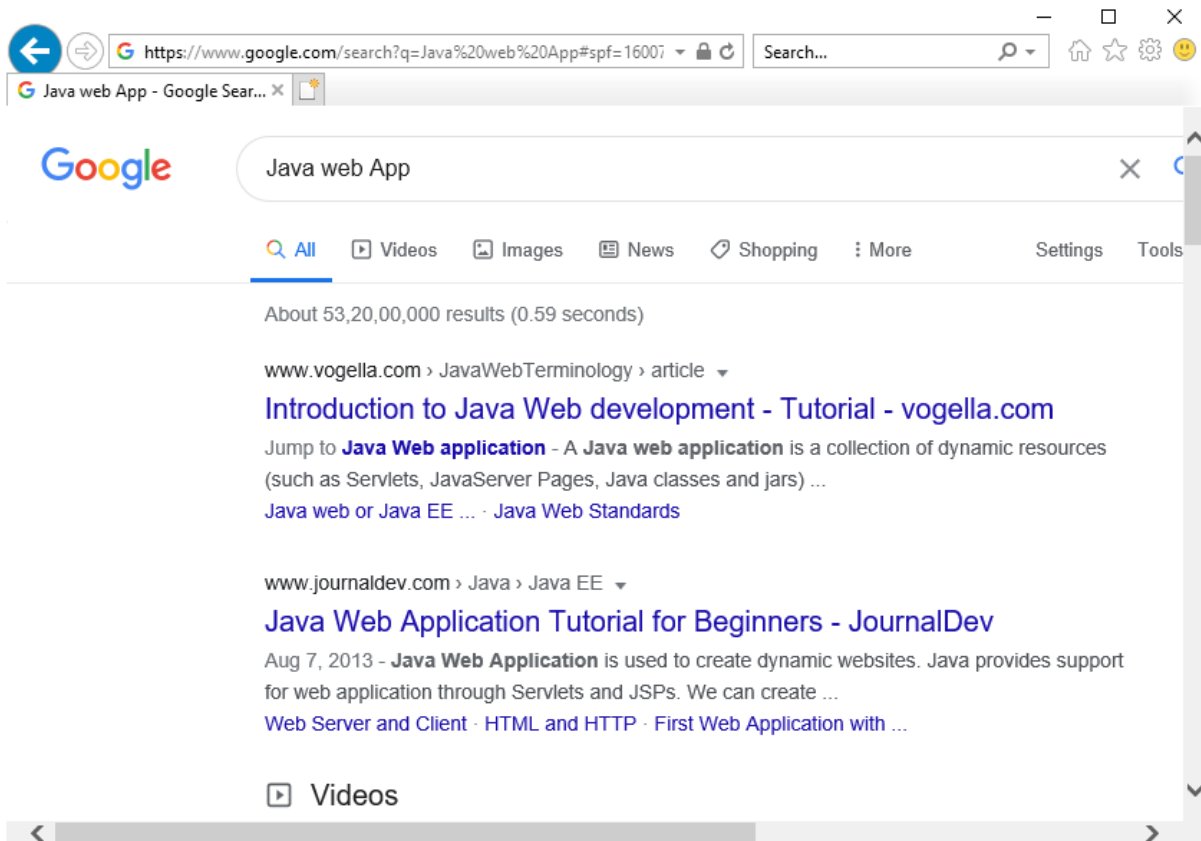 https://www.google.com/search?q=Java%20web%20App#spf=16007
Search...
Java web App - Google Sear...
Google
Java web App
All Videos Images News Shopping More Settings Tools
About 53,20,00,000 results (0.59 seconds)
www.vogella.com › JavaWebTerminology › article
Introduction to Java Web development - Tutorial - vogella.com
Jump to Java Web application - A Java web application is a collection of dynamic resources
(such as Servlets, JavaServer Pages, Java classes and jars) ...
Java web or Java EE ... · Java Web Standards
www.journaldev.com › Java › Java EE
Java Web Application Tutorial for Beginners - JournalDev
Aug 7, 2013 - Java Web Application is used to create dynamic websites. Java provides support
for web application through Servlets and JSPs. We can create ...
Web Server and Client · HTML and HTTP · First Web Application with ...
Videos